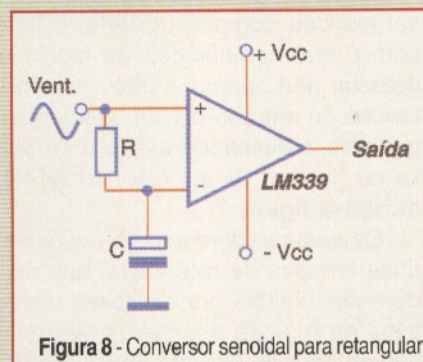 + Vcc
Vent.
+
R
-
Saída
LM339
C
- Vcc
Figura 8 - Conversor senoidal para retangular